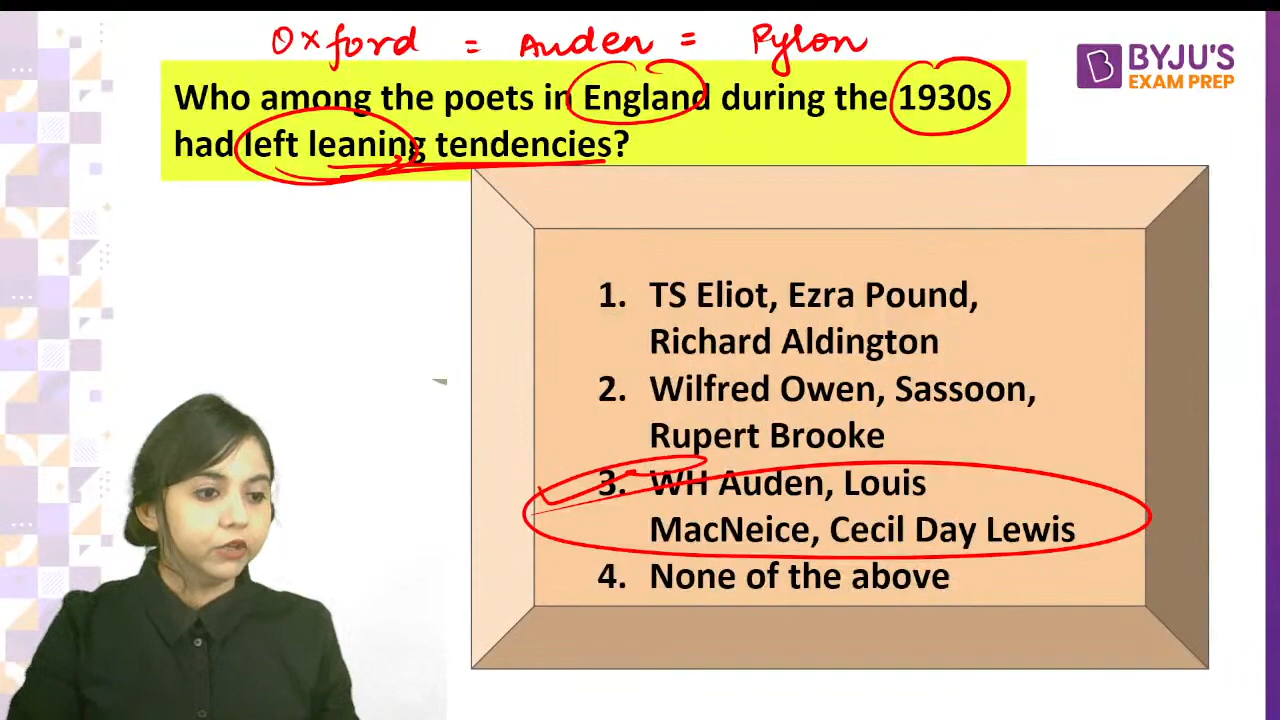 Oxford = Auden = Pylon
BYJU'S
EXAM PREP
Who among the poets in England during the 1930s
had left leaning tendencies?
1. TS Eliot, Ezra Pound,
Richard Aldington
2. Wilfred Owen, Sassoon,
Rupert Brooke
3. WH Auden, Louis
MacNeice, Cecil Day Lewis
4. None of the above